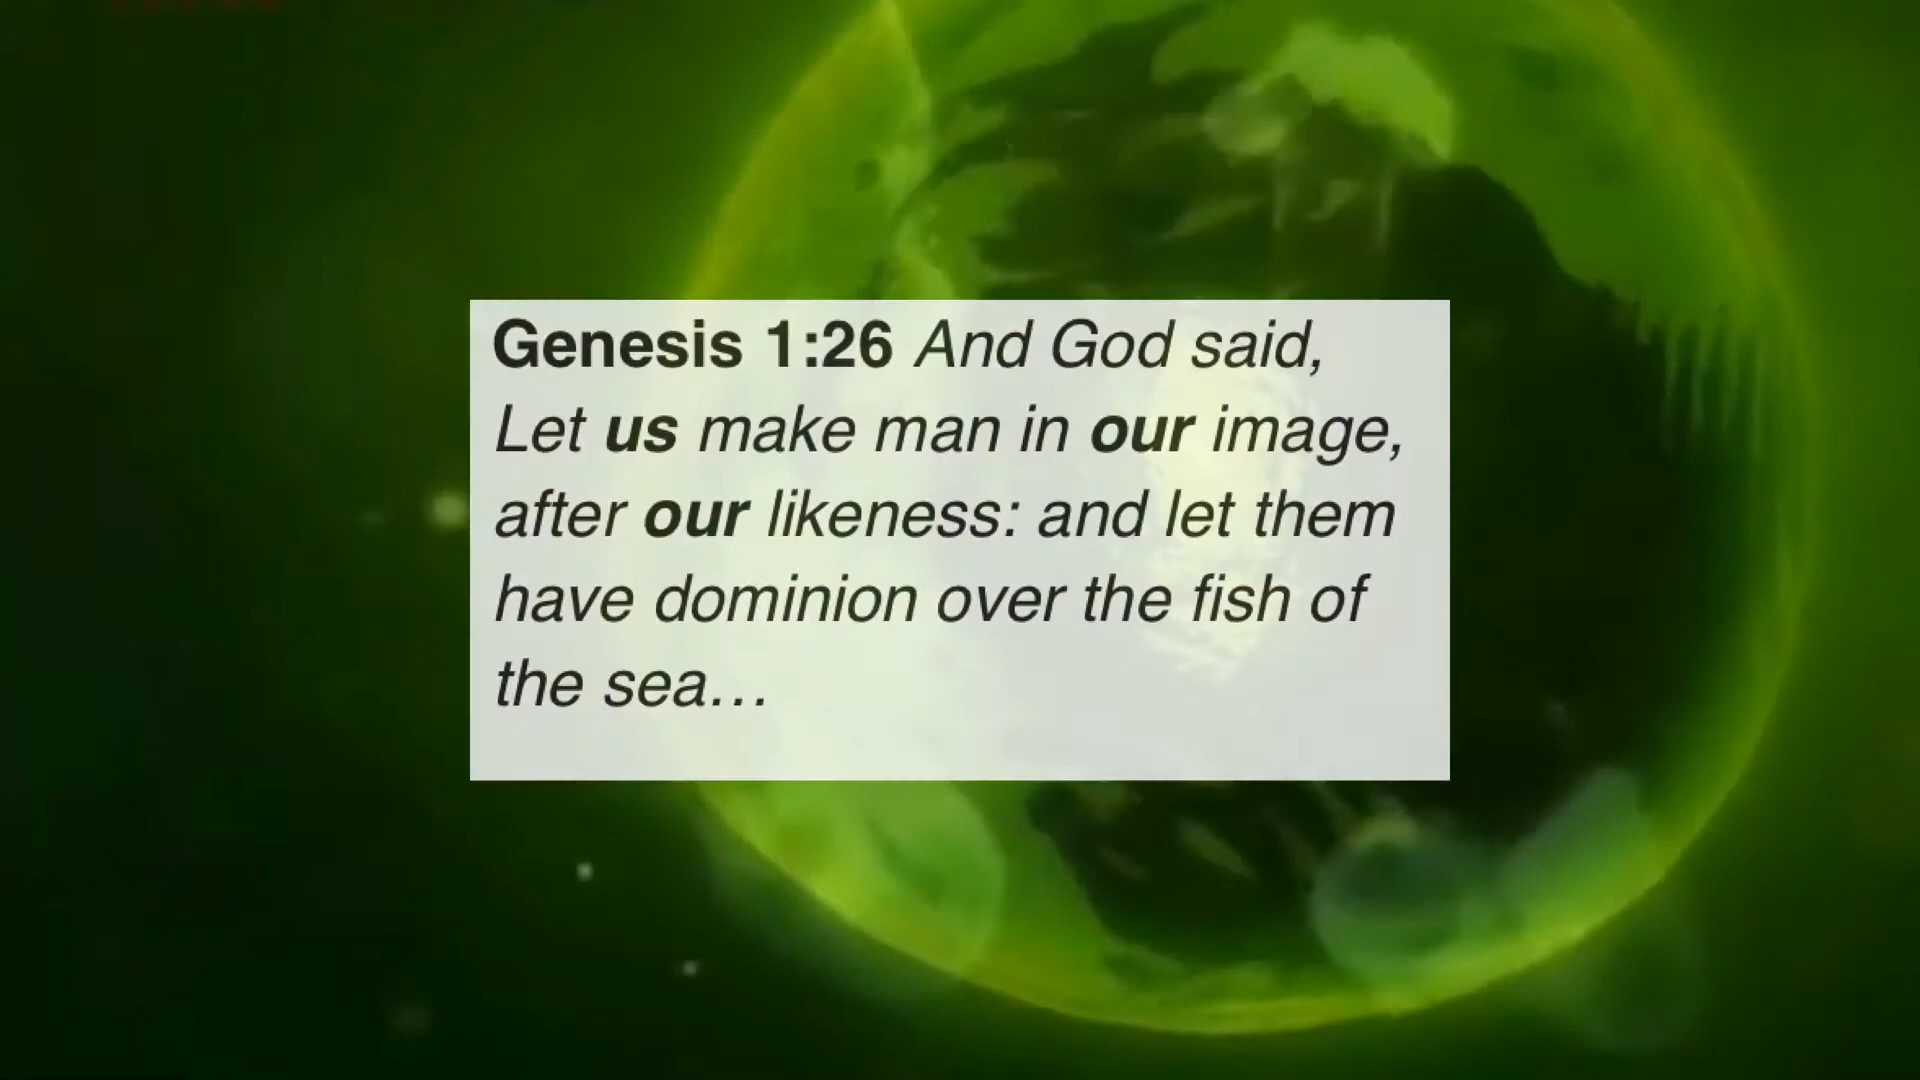 Genesis 1:26 And God said,
Let us make man in our image,
after our likeness: and let them
have dominion over the fish of
the sea…